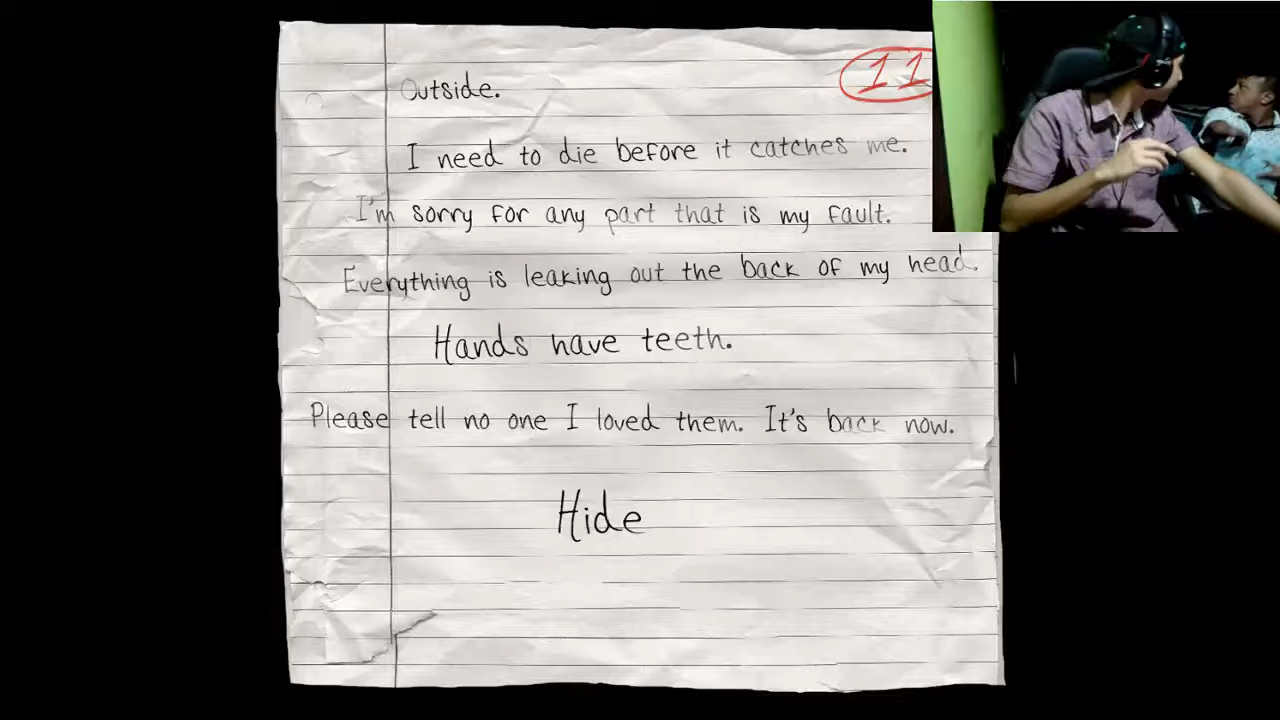 11
Outside.
I need to die before it catches me.
I'm sorry for any part that is my fault.
Everything is leaking out the back of my head.
Hands have teeth.
Please tell no one I loved them. It's back now.
Hide